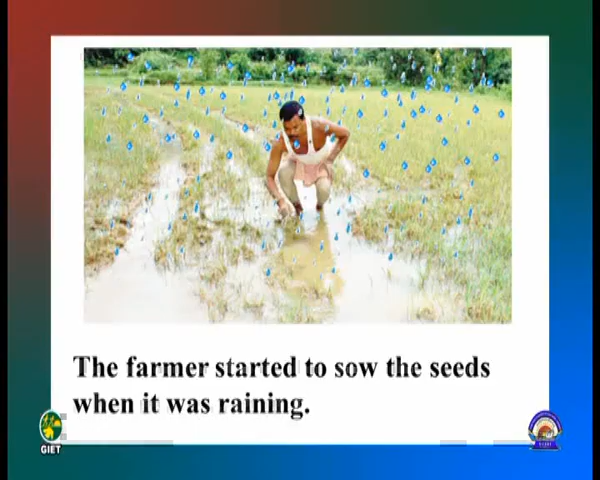 The farmer started to sow the seeds
when it was raining.
GIET